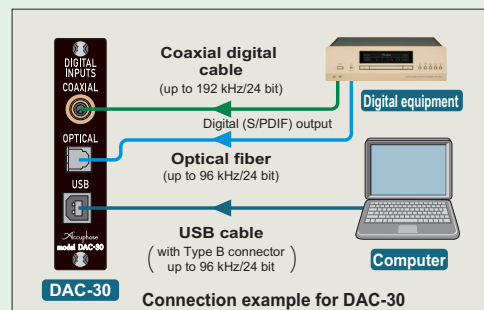 DIGITAL
INPUTS
COAXIAL
OPTICAL
USB
Accuphase
model DAC-30
DAC-30
Coaxial digital
cable
(up to 192 kHz/24 bit)
Digital (S/PDIF) output
Optical fiber
(up to 96 kHz/24 bit)
USB cable
(with Type B connector
up to 96 kHz/24 bit)
Digital equipment
Computer
Connection example for DAC-30